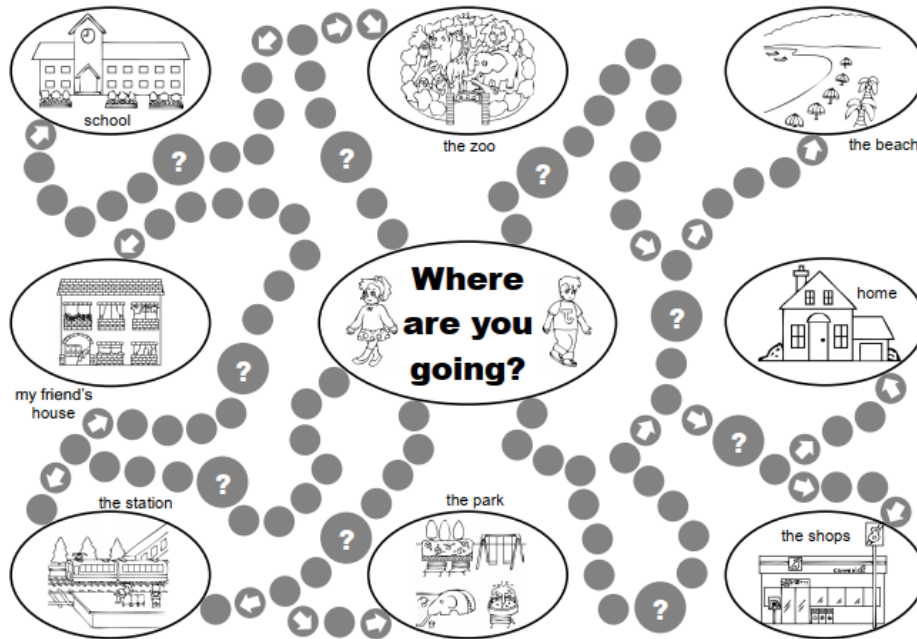 school
the zoo
the beach
?
?
?
Where
are you
going?
home
?
my friend's
house
?
?
?
the station
the park
?
the shops
?